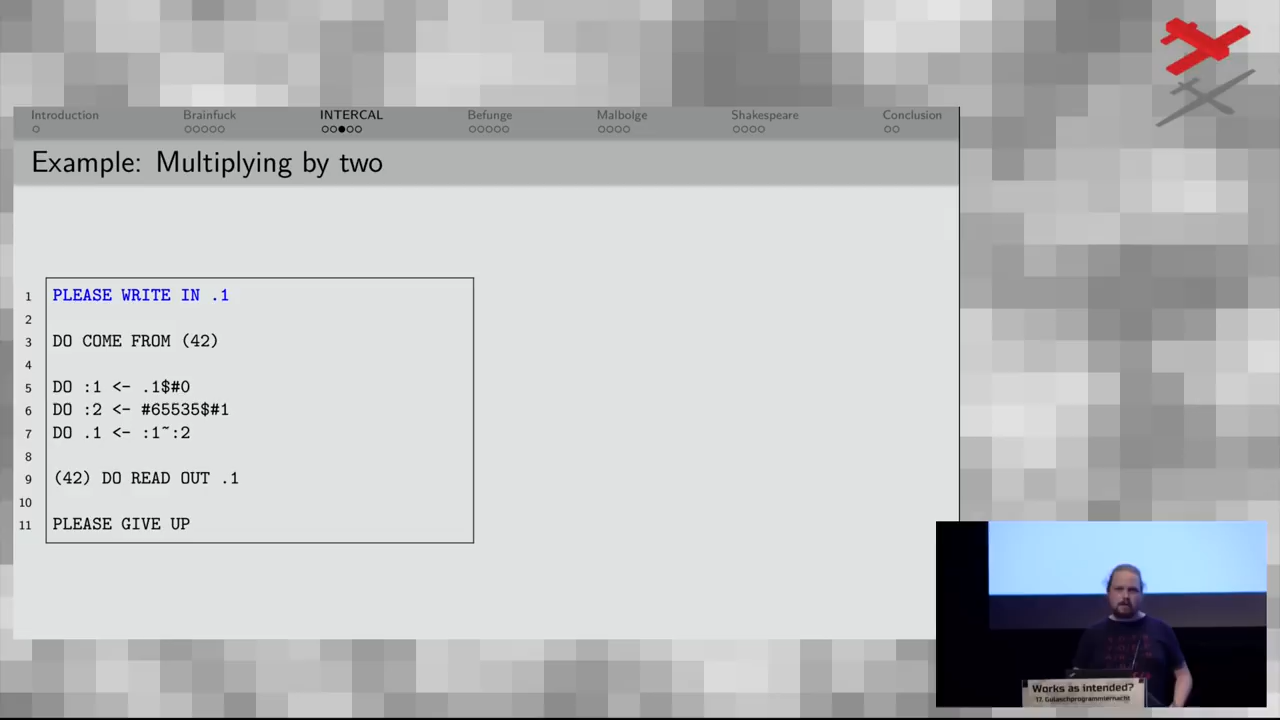 Introduction Brainfuck INTERCAL Befunge Malbolge Shakespeare Conclusion
Example: Multiplying by two
1 PLEASE WRITE IN .1
2
3 DO COME FROM (42)
4
5 DO :1 <- .1$#0
6 DO :2 <- #65535$#1
7 DO .1 <- :1~:2
8
9 (42) DO READ OUT .1
10
11 PLEASE GIVE UP
Works as intended?
17. Gulaschprogrammiernacht